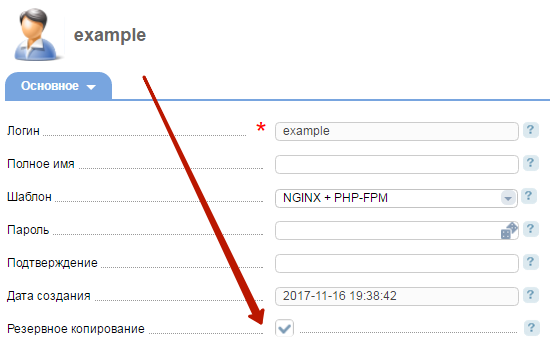 example
Основное
Логин * example ?
Полное имя ?
Шаблон NGINX + PHP-FPM ?
Пароль ?
Подтверждение ?
Дата создания 2017-11-16 19:38:42 ?
Резервное копирование ?